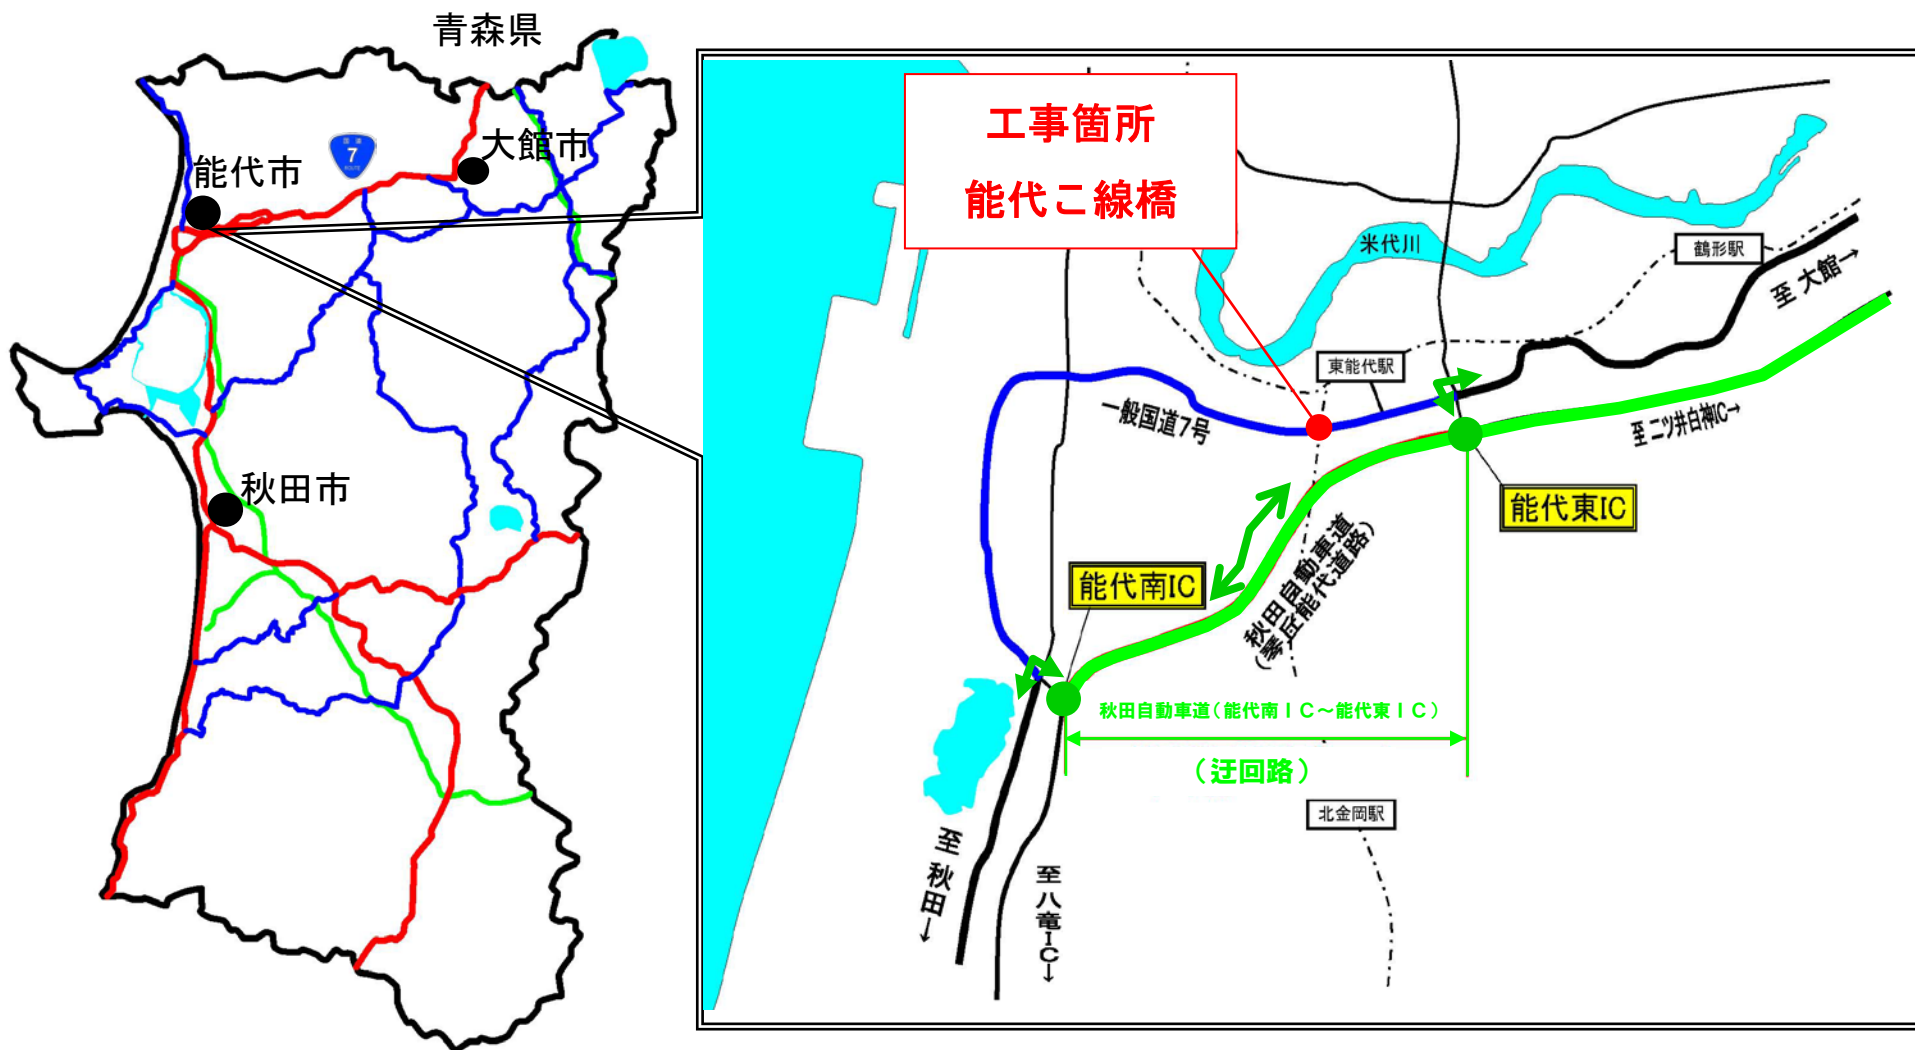 青森県
大館市
能代市
国道
7
ROUTE
秋田市
工事箇所
能代こ線橋
米代川
鶴形駅
至 大館→
東能代駅
一般国道7号
至 二ツ井白神IC→
能代東IC
秋田自動車道
(琴丘能代道路)
能代南IC
秋田自動車道(能代南IC～能代東IC)
(迂回路)
北金岡駅
至 秋田→
至 八竜IC→